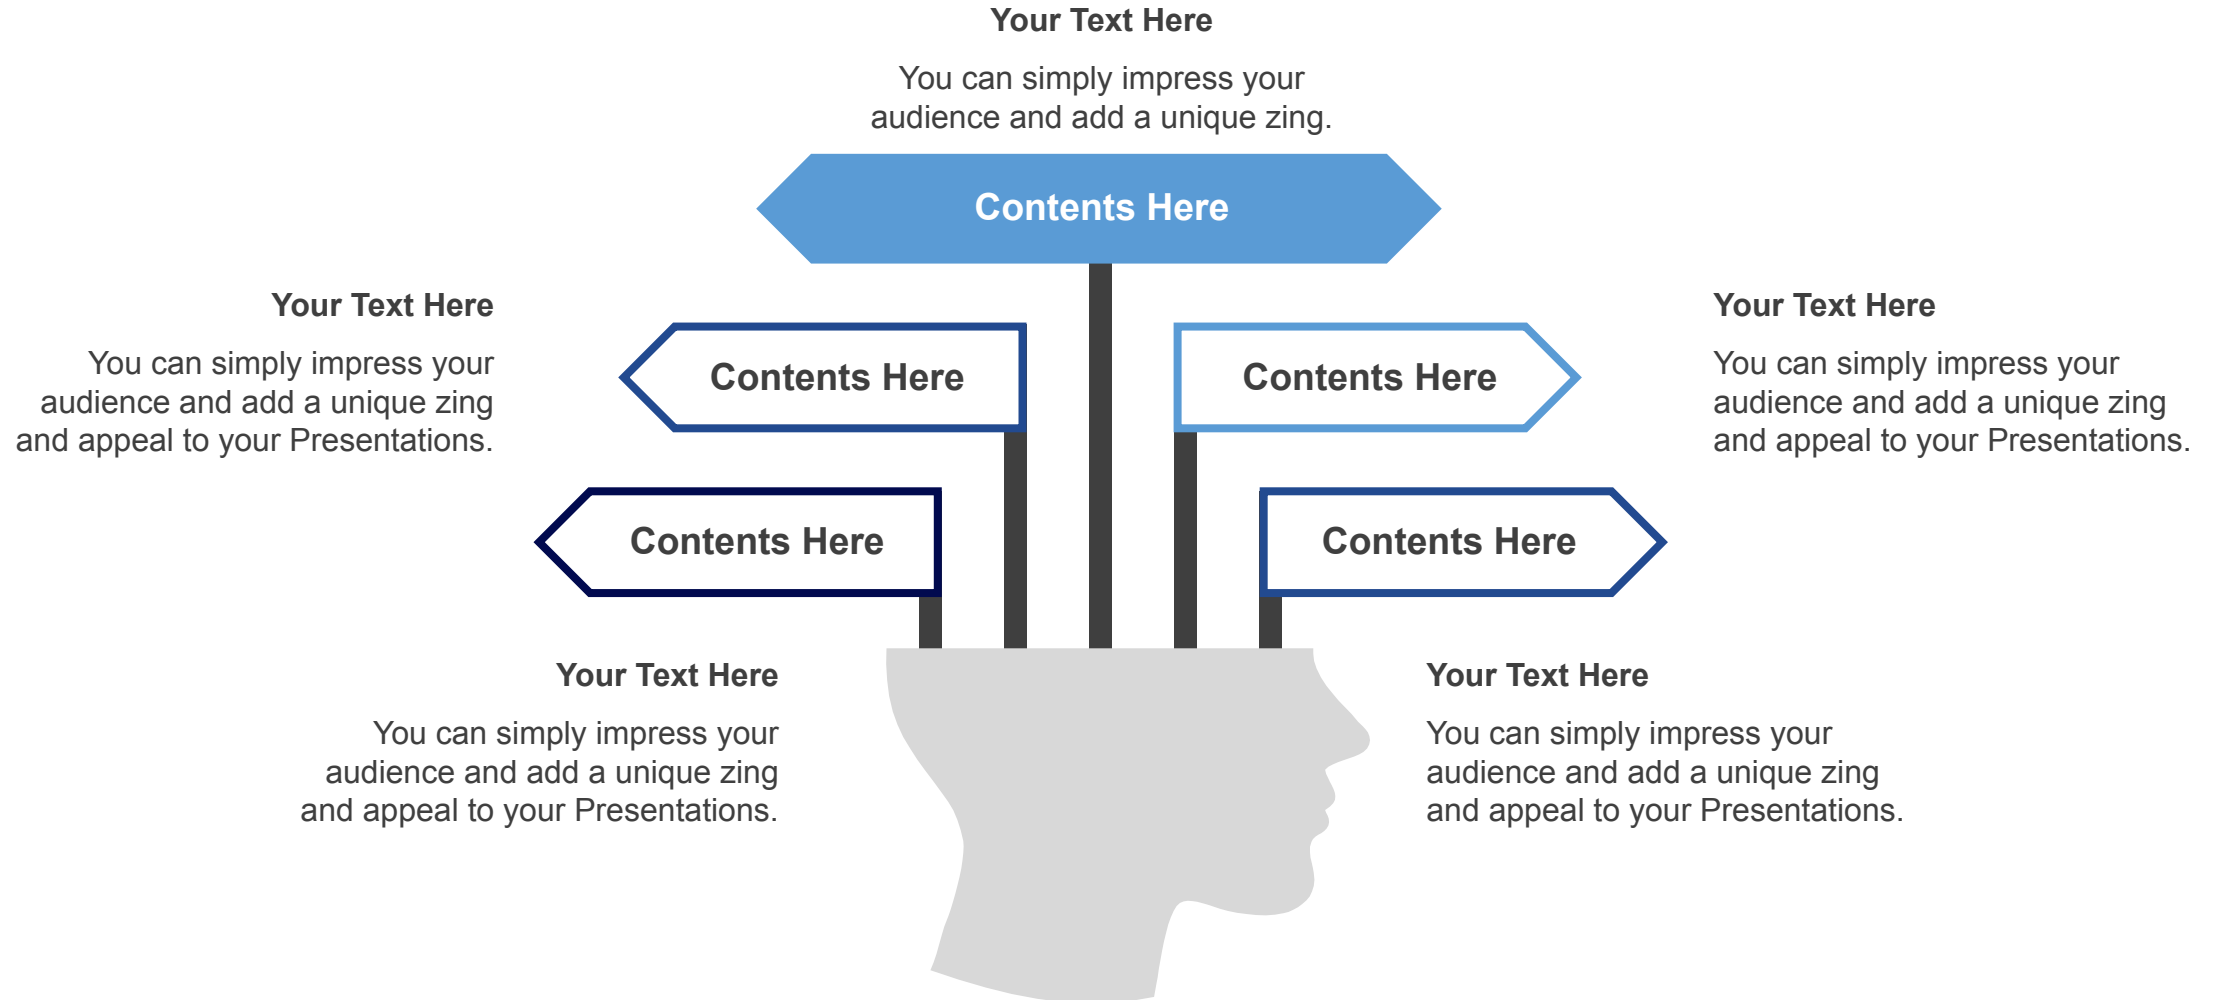 Your Text Here
You can simply impress your
audience and add a unique zing.
Contents Here
Your Text Here
You can simply impress your
audience and add a unique zing
and appeal to your Presentations.
Contents Here
Contents Here
Your Text Here
You can simply impress your
audience and add a unique zing
and appeal to your Presentations.
Contents Here
Contents Here
Your Text Here
You can simply impress your
audience and add a unique zing
and appeal to your Presentations.
Your Text Here
You can simply impress your
audience and add a unique zing
and appeal to your Presentations.